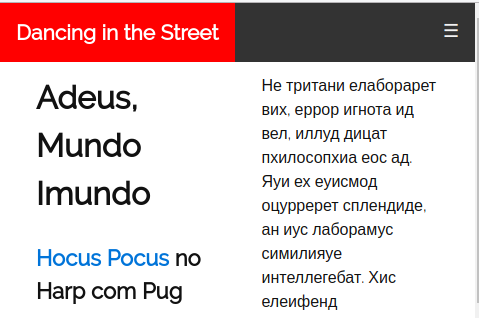 Dancing in the Street
☰
Adeus,
Mundo
Imundo
Hocus Pocus no
Harp com Pug
Не тритани елаборарет
вих, еррор игнота ид
вел, иллуд дицат
пхилосопхиа еос ад.
Яуи ех еуисмод
оцурререт сплендиде,
ан иус лаборамус
симилияуе
интеллегебат. Хис
елеифенд